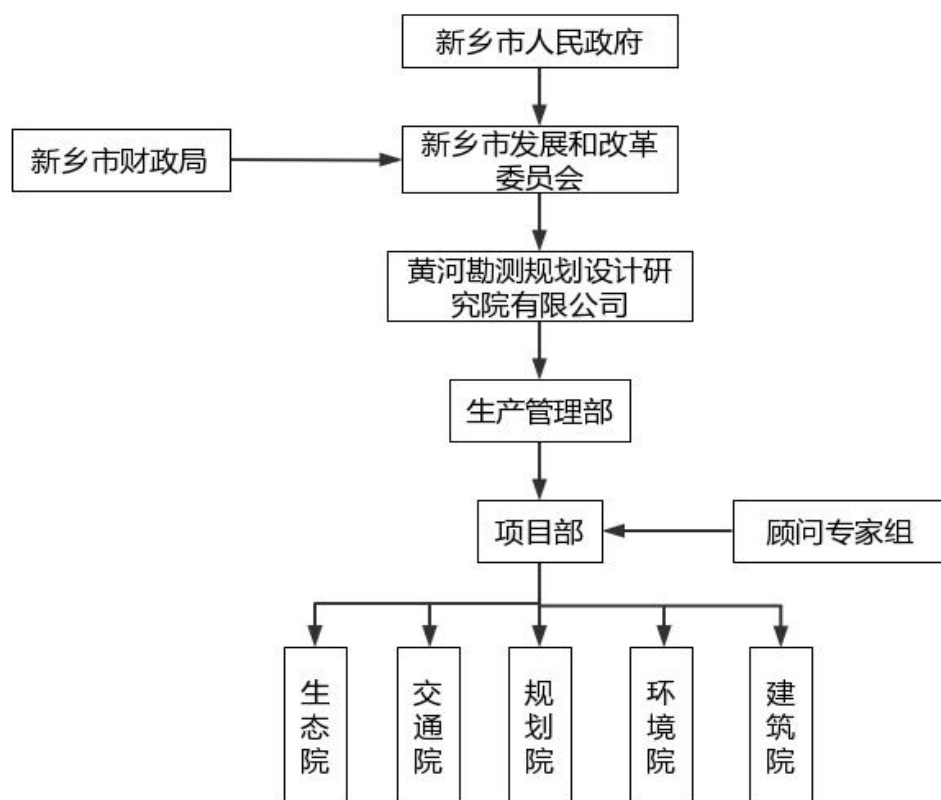 新乡市人民政府
新乡市财政局
新乡市发展和改革
委员会
黄河勘测规划设计研
究院有限公司
生产管理部
项目部
顾问专家组
生态院
交通院
规划院
环境院
建筑院